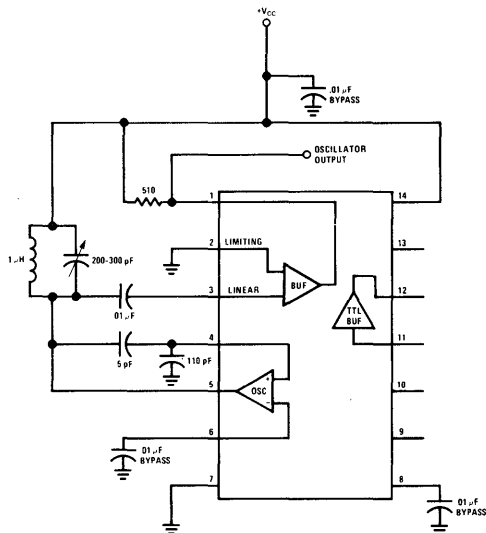 +VCC
.01 µF
BYPASS
OSCILLATOR
OUTPUT
510
1
14
2
LIMITING
13
1 µH
200-300 pF
BUF
3
LINEAR
12
01 µF
TTL
BUF
4
11
5 pF
110 pF
+
5
OSC
10
−
6
9
01 µF
BYPASS
7
8
01 µF
BYPASS